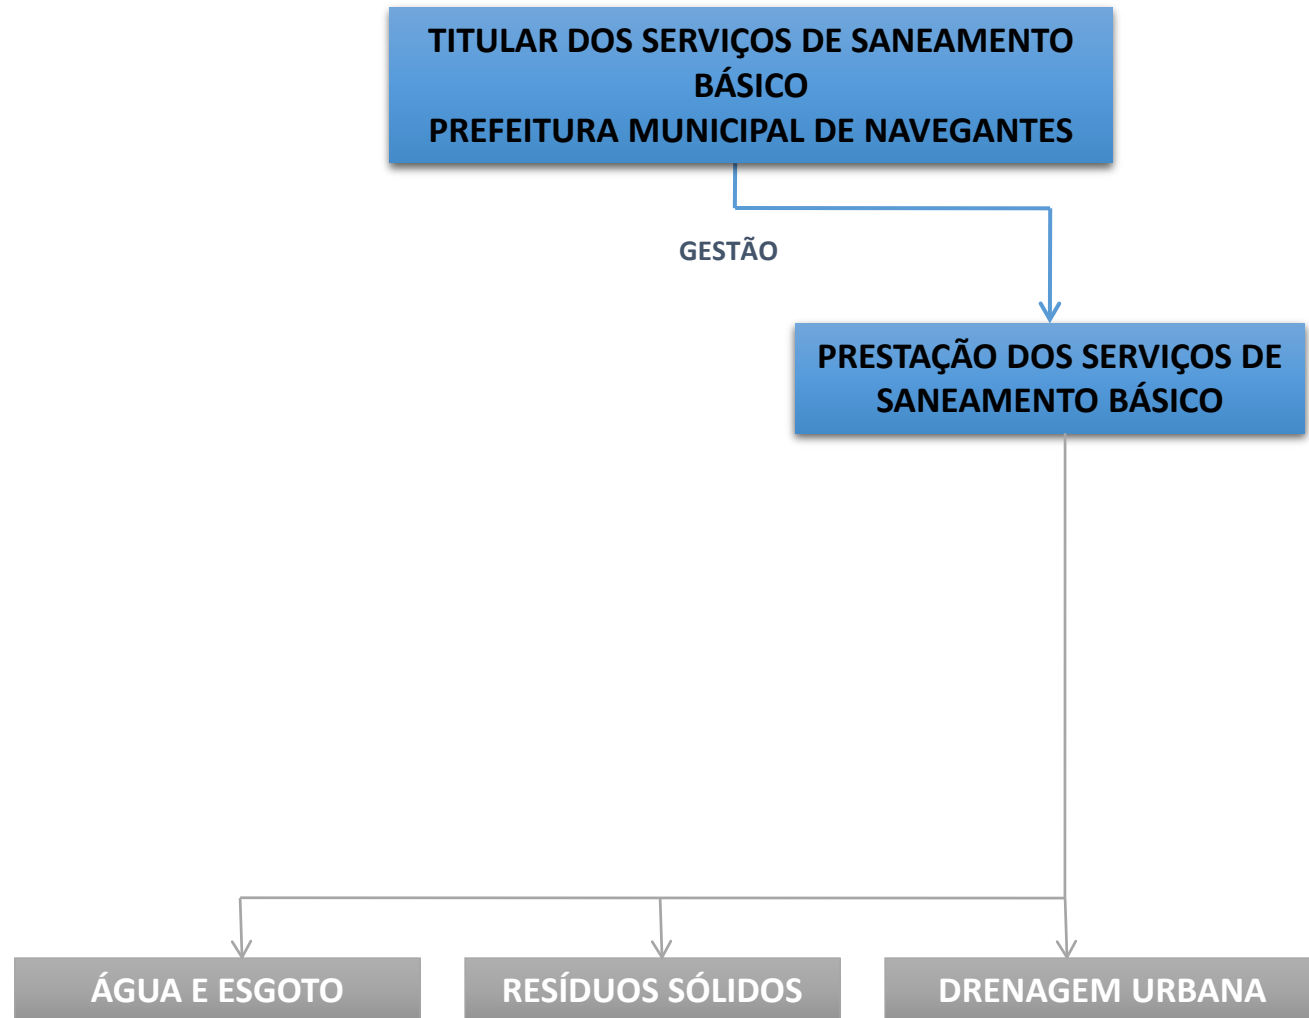 TITULAR DOS SERVIÇOS DE SANEAMENTO
BÁSICO
PREFEITURA MUNICIPAL DE NAVEGANTES
GESTÃO
PRESTAÇÃO DOS SERVIÇOS DE
SANEAMENTO BÁSICO
ÁGUA E ESGOTO
RESÍDUOS SÓLIDOS
DRENAGEM URBANA